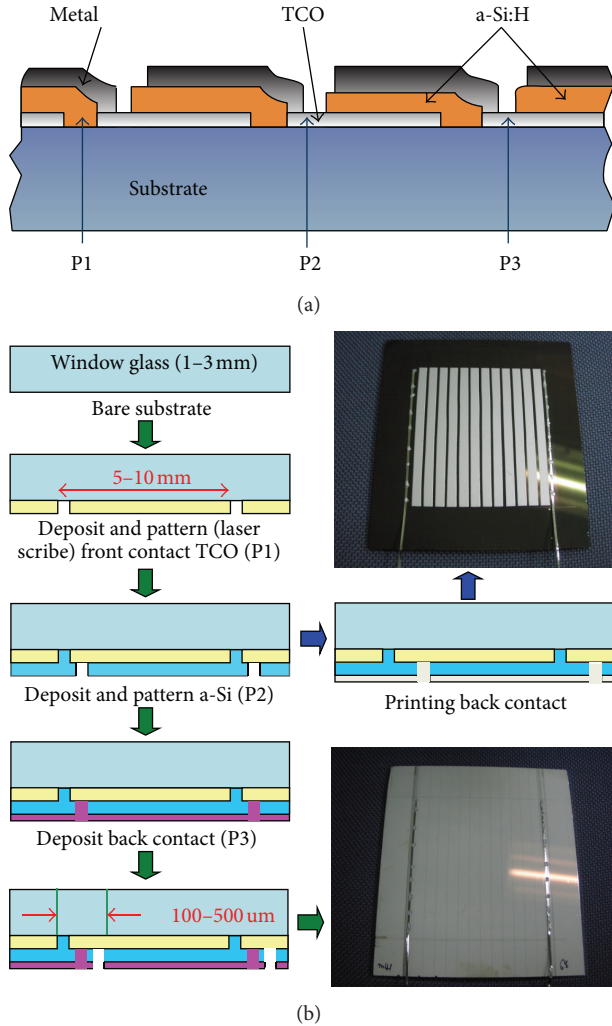 Metal
TCO
a-Si:H
Substrate
P1
P2
P3
(a)
Window glass (1–3 mm)
Bare substrate
5–10 mm
Deposit and pattern (laser
scribe) front contact TCO (P1)
Deposit and pattern a-Si (P2)
Printing back contact
Deposit back contact (P3)
100–500 um
(b)